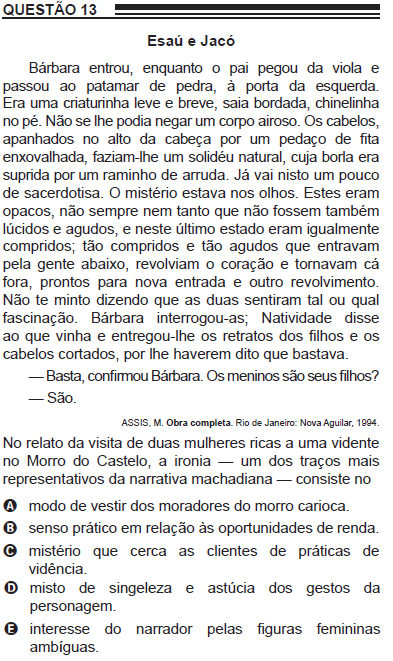 QUESTÃO 13
Esaú e Jacó
Bárbara entrou, enquanto o pai pegou da viola e
passou ao patamar de pedra, à porta da esquerda.
Era uma criaturinha leve e breve, saia bordada, chinelinha
no pé. Não se lhe podia negar um corpo airoso. Os cabelos,
apanhados no alto da cabeça por um pedaço de fita
enxovalhada, faziam-lhe um solidéu natural, cuja borla era
suprida por um raminho de arruda. Já vai nisto um pouco
de sacerdotisa. O mistério estava nos olhos. Estes eram
opacos, não sempre nem tanto que não fossem também
lúcidos e agudos, e neste último estado eram igualmente
compridos; tão compridos e tão agudos que entravam
pela gente abaixo, revolviam o coração e tornavam cá
fora, prontos para nova entrada e outro revolvimento.
Não te minto dizendo que as duas sentiram tal ou qual
fascinação. Bárbara interrogou-as; Natividade disse
ao que vinha e entregou-lhe os retratos dos filhos e os
cabelos cortados, por lhe haverem dito que bastava.
— Basta, confirmou Bárbara. Os meninos são seus filhos?
— São.
ASSIS, M. Obra completa. Rio de Janeiro: Nova Aguilar, 1994.
No relato da visita de duas mulheres ricas a uma vidente
no Morro do Castelo, a ironia — um dos traços mais
representativos da narrativa machadiana — consiste no
A modo de vestir dos moradores do morro carioca.
B senso prático em relação às oportunidades de renda.
C mistério que cerca as clientes de práticas de
vidência.
D misto de singeleza e astúcia dos gestos da
personagem.
E interesse do narrador pelas figuras femininas
ambíguas.